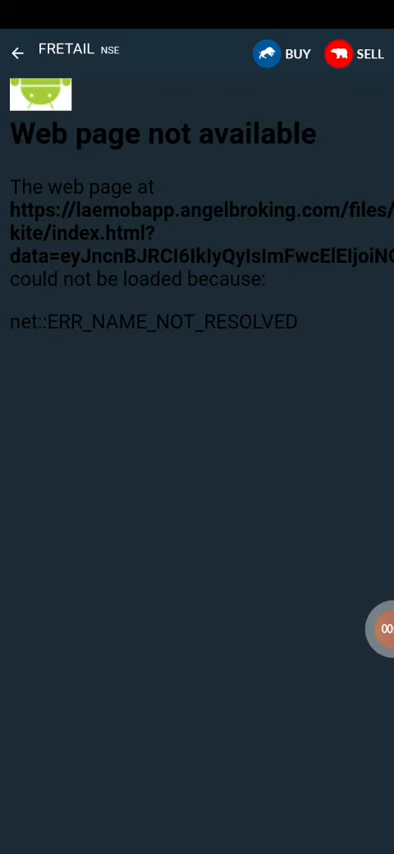 FRETAIL NSE BUY SELL
Web page not available
The web page at
https://laemobapp.angelbroking.com/files/
kite/index.html?
data=eyJncnBJRCI6IkIyQyIsImFwcElEIjoiN
could not be loaded because:
net::ERR_NAME_NOT_RESOLVED
00